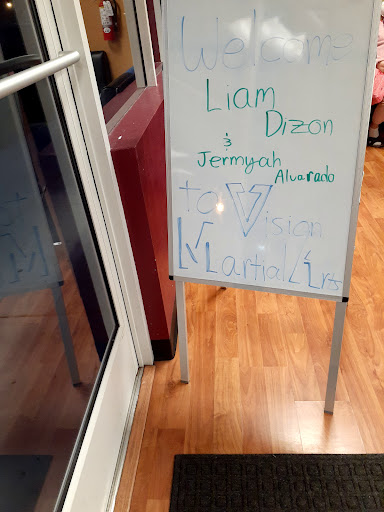 Welcome
Liam
Dizon
&
Jermyah
Alvarado
to Vision
Martial Arts